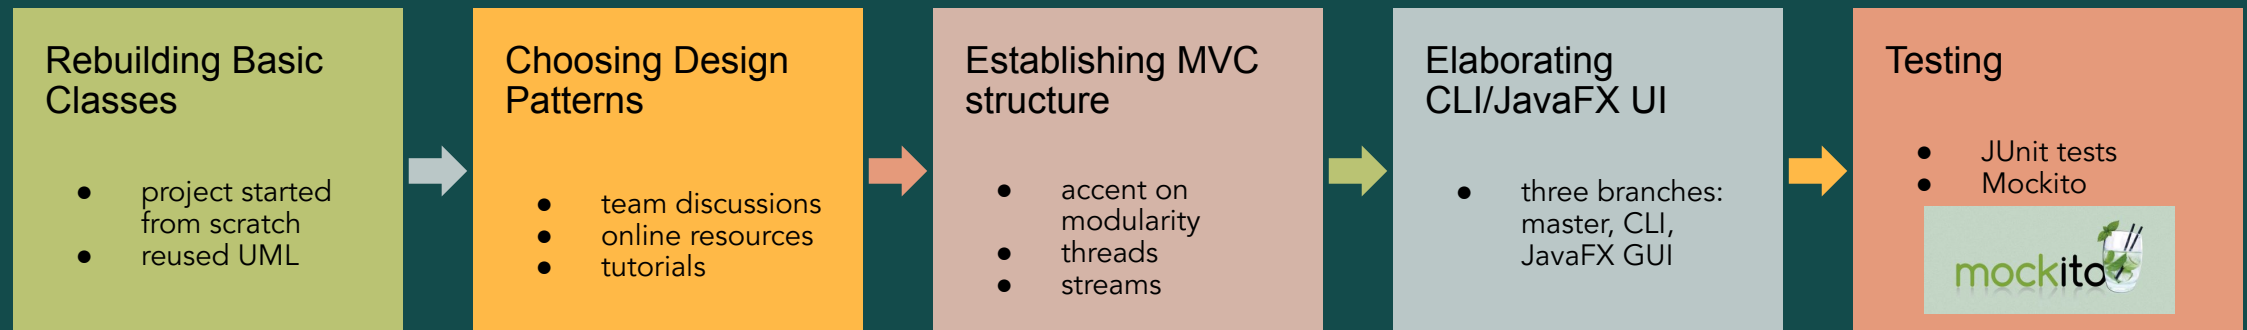 Rebuilding Basic
Classes
● project started
from scratch
● reused UML
Choosing Design
Patterns
● team discussions
● online resources
● tutorials
Establishing MVC
structure
● accent on
modularity
● threads
● streams
Elaborating
CLI/JavaFX UI
● three branches:
master, CLI,
JavaFX GUI
Testing
● JUnit tests
● Mockito
mockito